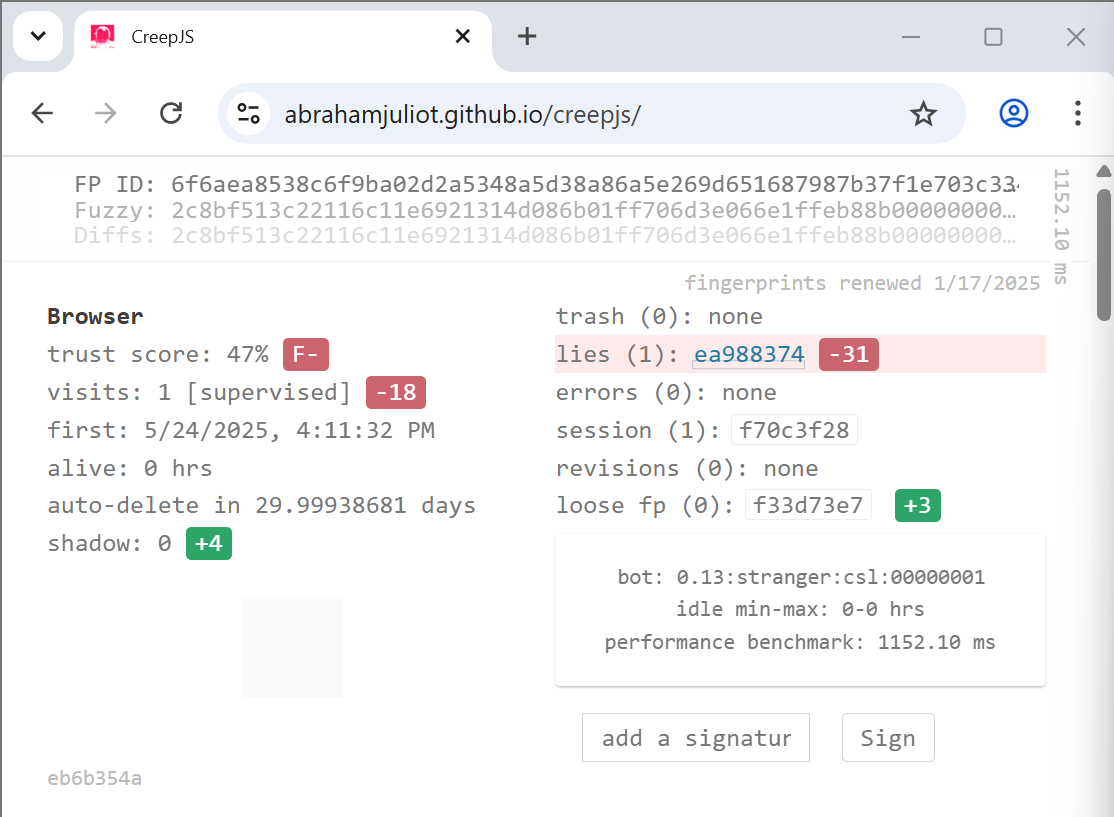 CreepJS
abrahamjuliot.github.io/creepjs/
FP ID: 6f6aea8538c6f9ba02d2a5348a5d38a86a5e269d651687987b37f1e703c33…
Fuzzy: 2c8bf513c22116c11e6921314d086b01ff706d3e066e1ffeb88b00000000…
Diffs: 2c8bf513c22116c11e6921314d086b01ff706d3e066e1ffeb88b00000000…
1152.10 ms
fingerprints renewed 1/17/2025
Browser
trust score: 47% F-
visits: 1 [supervised] -18
first: 5/24/2025, 4:11:32 PM
alive: 0 hrs
auto-delete in 29.99938681 days
shadow: 0 +4
eb6b354a
trash (0): none
lies (1): ea988374 -31
errors (0): none
session (1): f70c3f28
revisions (0): none
loose fp (0): f33d73e7 +3
bot: 0.13:stranger:csl:00000001
idle min-max: 0-0 hrs
performance benchmark: 1152.10 ms
add a signatur
Sign